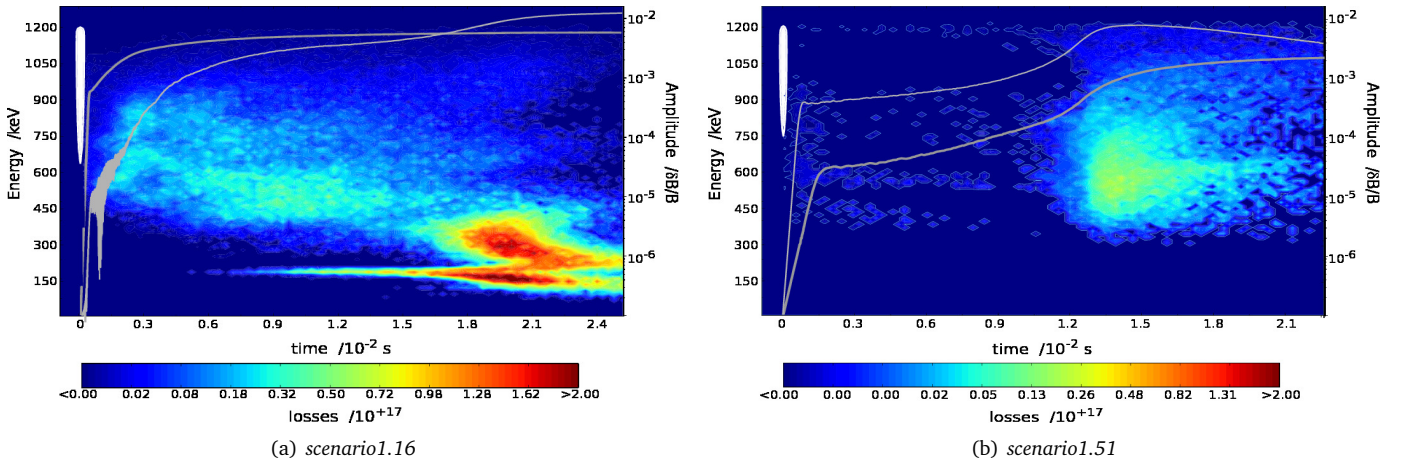 1200
1050
900
750
600
450
300
150
Energy /keV
10⁻²
10⁻³
10⁻⁴
10⁻⁵
10⁻⁶
Amplitude /δB/B
0 0.3 0.6 0.9 1.2 1.5 1.8 2.1 2.4
time /10⁻² s
<0.00 0.02 0.08 0.18 0.32 0.50 0.72 0.98 1.28 1.62 >2.00
losses /10⁺¹⁷
(a) scenario1.16
1200
1050
900
750
600
450
300
150
Energy /keV
10⁻²
10⁻³
10⁻⁴
10⁻⁵
10⁻⁶
Amplitude /δB/B
0 0.3 0.6 0.9 1.2 1.5 1.8 2.1
time /10⁻² s
<0.00 0.00 0.00 0.02 0.05 0.10 0.26 0.48 0.82 1.31 >2.00
losses /10⁺¹⁷
(b) scenario1.51